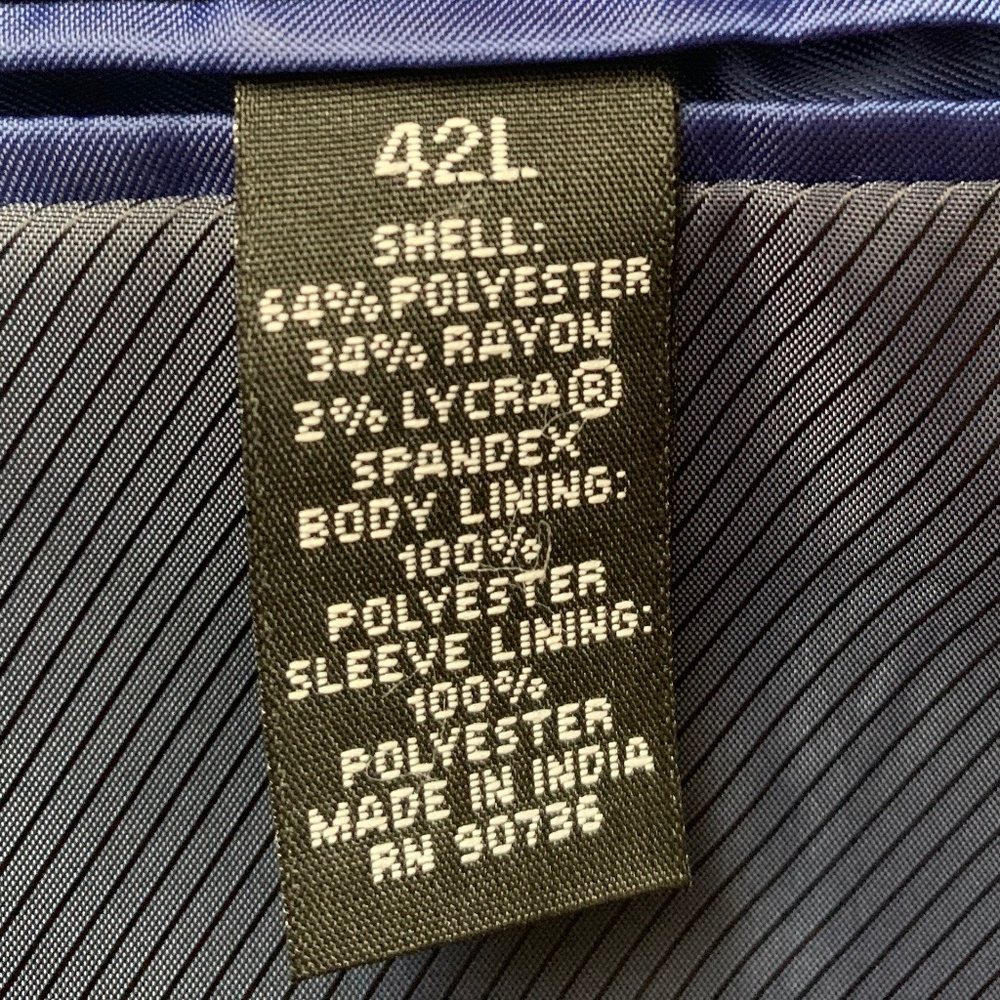 42L
SHELL:
64% POLYESTER
34% RAYON
2% LYCRA®
SPANDEX
BODY LINING:
100%
POLYESTER
SLEEVE LINING:
100%
POLYESTER
MADE IN INDIA
RN 30736